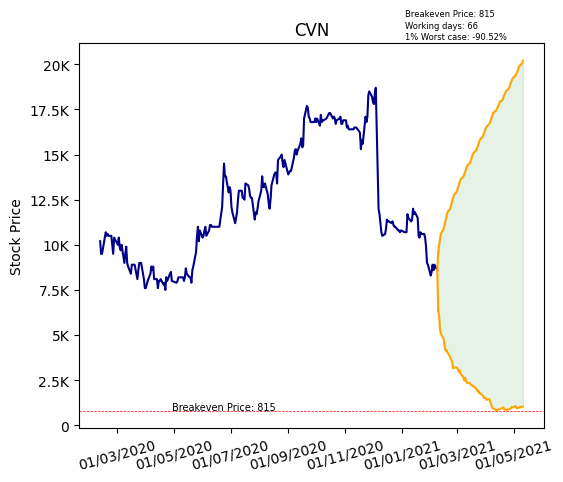 Breakeven Price: 815
Working days: 66
1% Worst case: -90.52%
CVN
Stock Price
20K
17.5K
15K
12.5K
10K
7.5K
5K
2.5K
0
Breakeven Price: 815
01/03/2020
01/05/2020
01/07/2020
01/09/2020
01/11/2020
01/01/2021
01/03/2021
01/05/2021